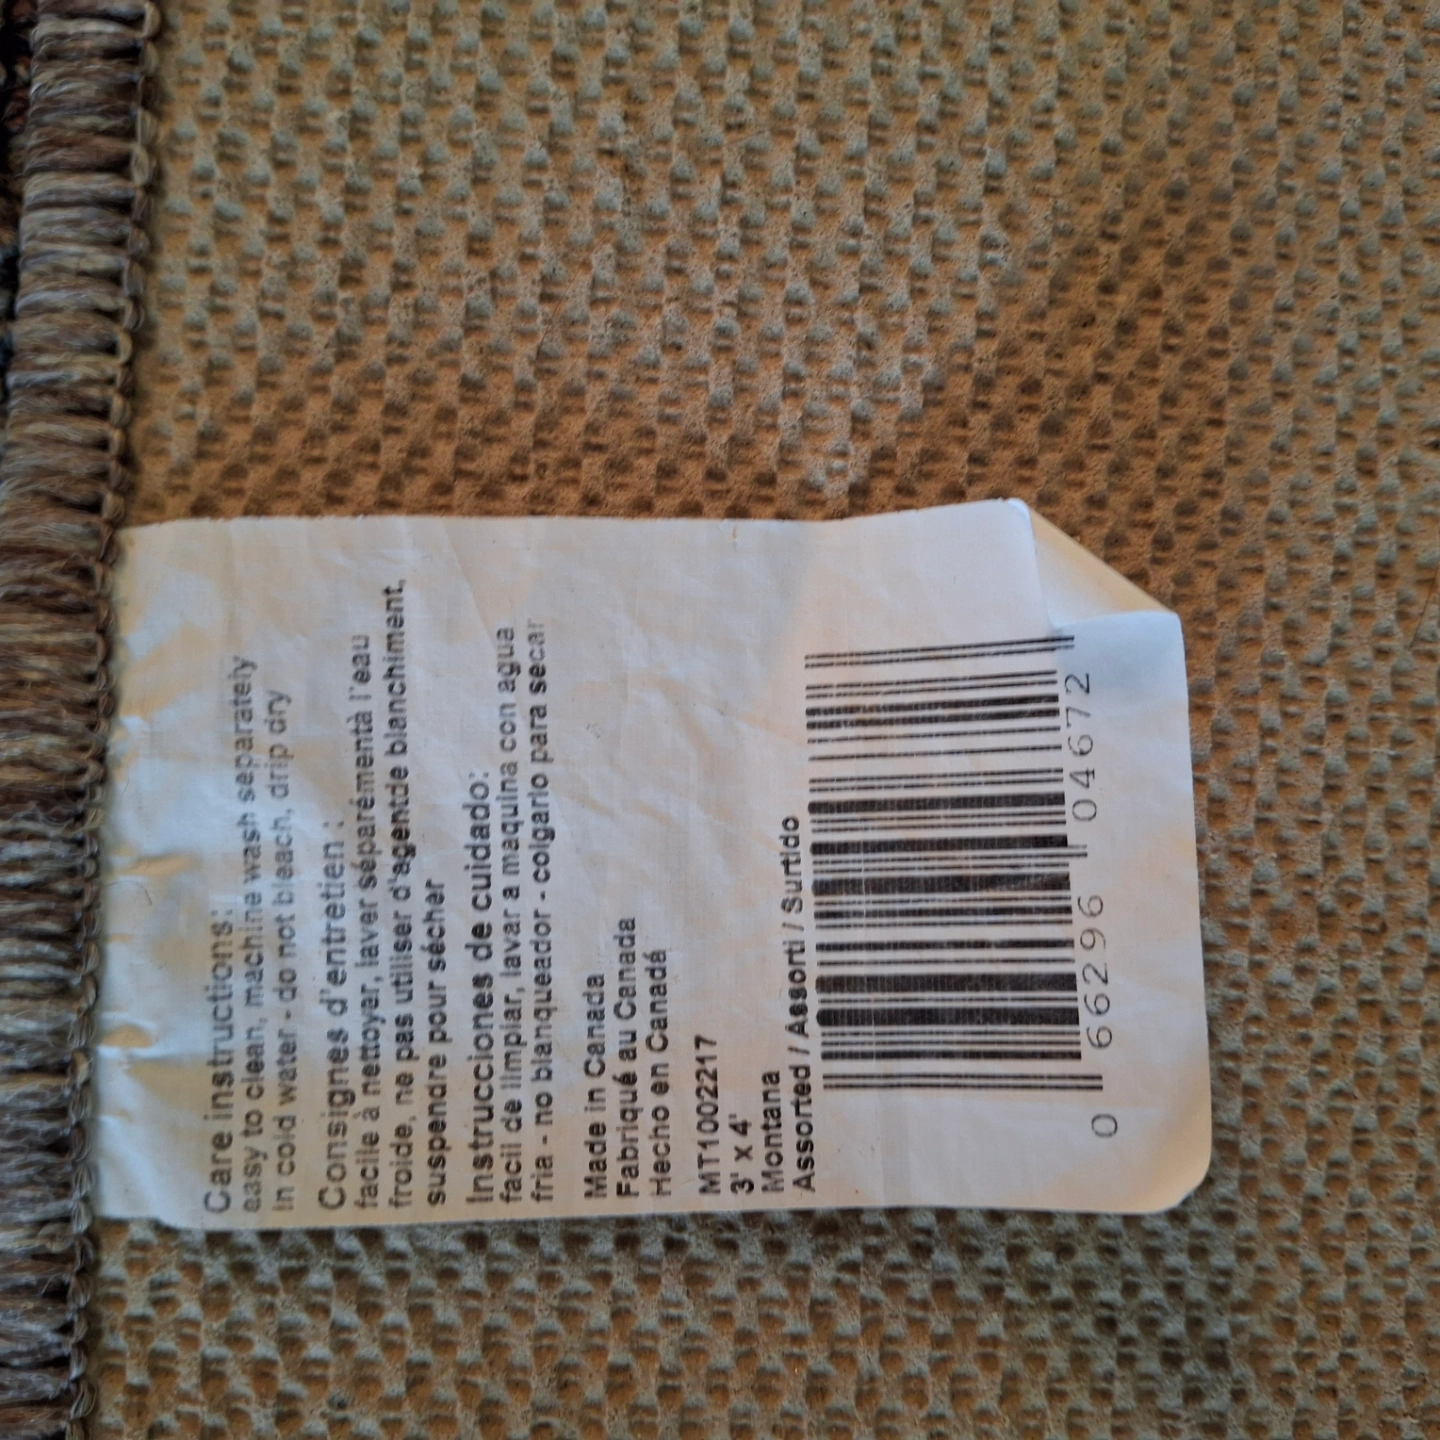 Care instructions:
easy to clean, machine wash separately
in cold water - do not bleach, drip dry
Consignes d'entretien :
facile à nettoyer, laver séparémentà l'eau
froide, ne pas utiliser d'agentde blanchiment,
suspendre pour sécher
Instrucciones de cuidado:
facil de limpiar, lavar a maquina con agua
fria - no blanqueador - colgarlo para secar
Made in Canada
Fabriqué au Canada
Hecho en Canadá
MT1002217
3' x 4'
Montana
Assorted / Assorti / Surtido
0 66296 04672